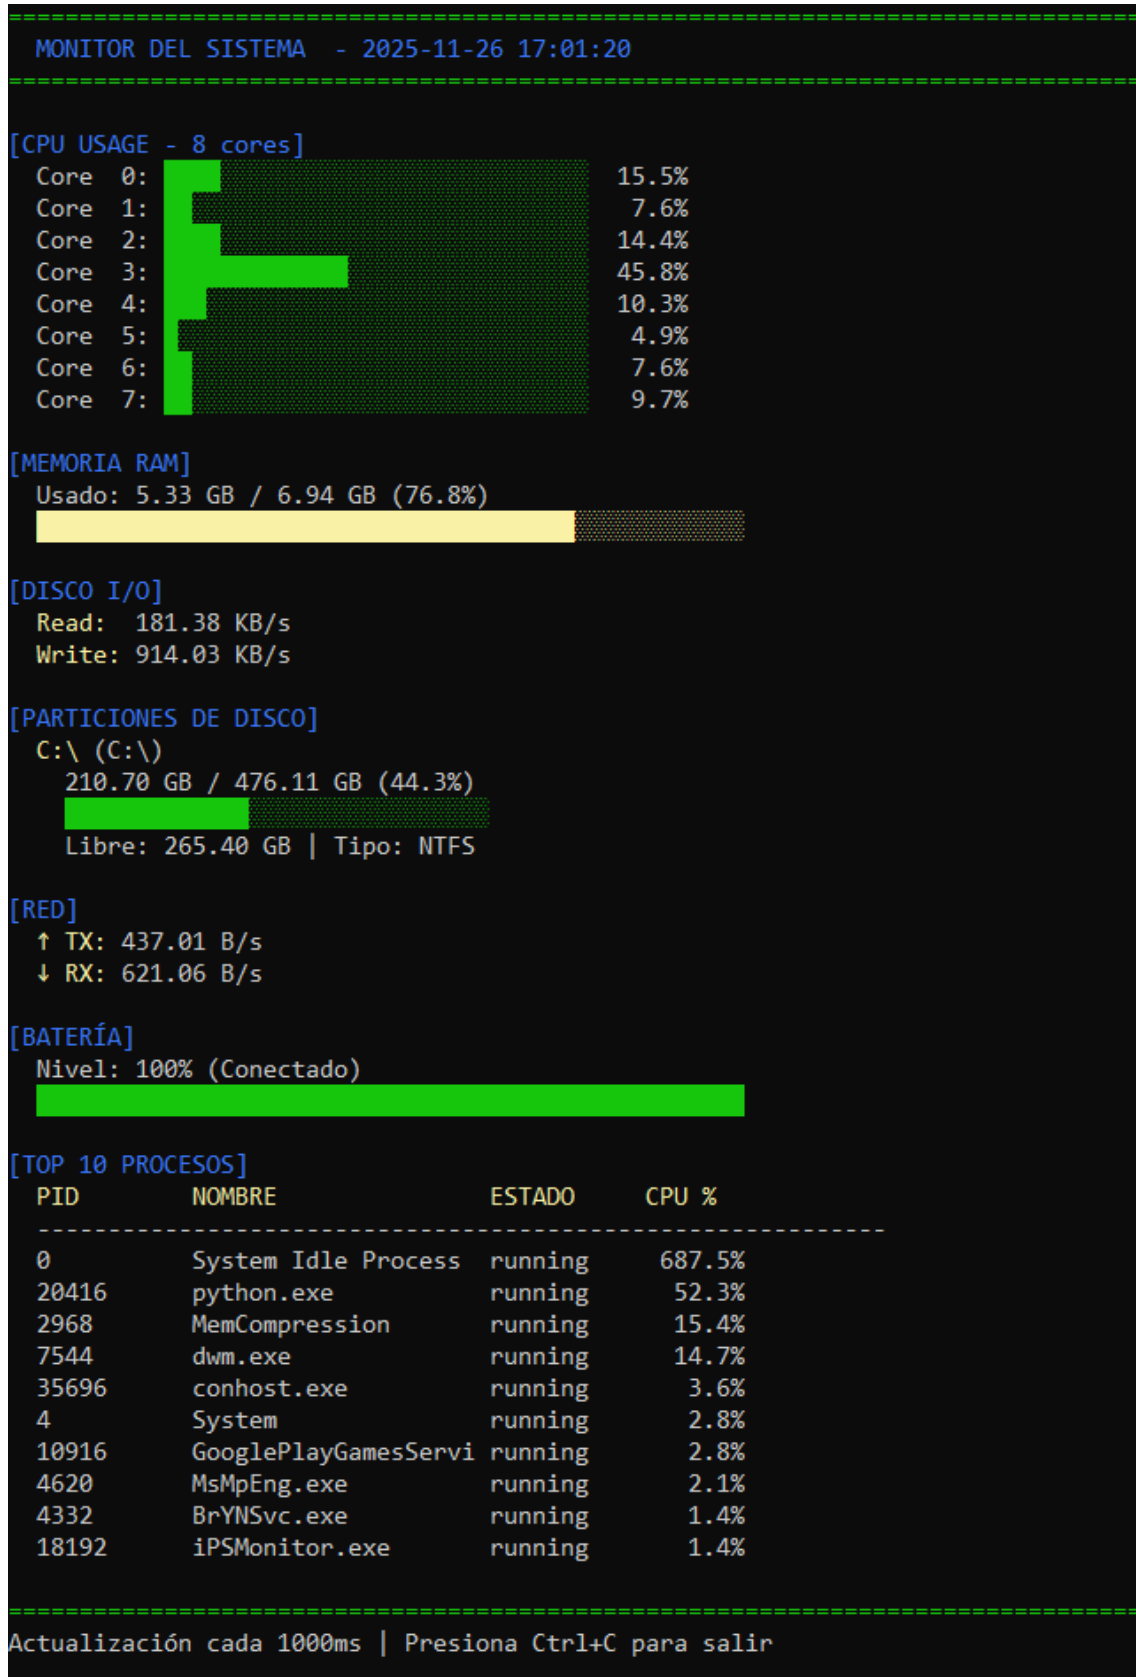 ================================================================================
MONITOR DEL SISTEMA  - 2025-11-26 17:01:20
================================================================================
[CPU USAGE - 8 cores]
Core  0: 15.5%
Core  1: 7.6%
Core  2: 14.4%
Core  3: 45.8%
Core  4: 10.3%
Core  5: 4.9%
Core  6: 7.6%
Core  7: 9.7%
[MEMORIA RAM]
Usado: 5.33 GB / 6.94 GB (76.8%)
[DISCO I/O]
Read:  181.38 KB/s
Write: 914.03 KB/s
[PARTICIONES DE DISCO]
C:\ (C:\)
210.70 GB / 476.11 GB (44.3%)
Libre: 265.40 GB | Tipo: NTFS
[RED]
↑ TX: 437.01 B/s
↓ RX: 621.06 B/s
[BATERÍA]
Nivel: 100% (Conectado)
[TOP 10 PROCESOS]
PID        NOMBRE               ESTADO     CPU %
------------------------------------------------------------
0          System Idle Process  running     687.5%
20416      python.exe           running      52.3%
2968       MemCompression       running      15.4%
7544       dwm.exe              running      14.7%
35696      conhost.exe          running       3.6%
4          System               running       2.8%
10916      GooglePlayGamesServi running       2.8%
4620       MsMpEng.exe          running       2.1%
4332       BrYNSvc.exe          running       1.4%
18192      iPSMonitor.exe       running       1.4%
================================================================================
Actualización cada 1000ms | Presiona Ctrl+C para salir